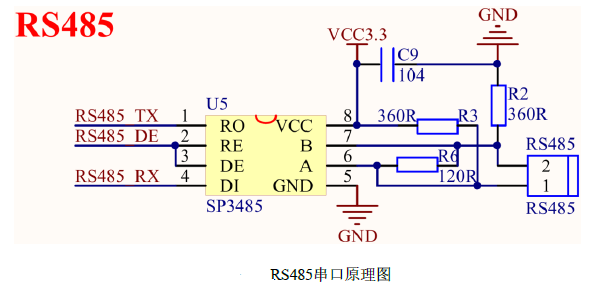 RS485
GND
VCC3.3
C9
104
R2
360R
U5
360R
R3
RS485 TX
1
RO
VCC
8
RS485 DE
2
RE
B
7
3
DE
A
6
R6
120R
RS485 RX
4
DI
GND
5
SP3485
RS485
2
1
RS485
GND
RS485串口原理图